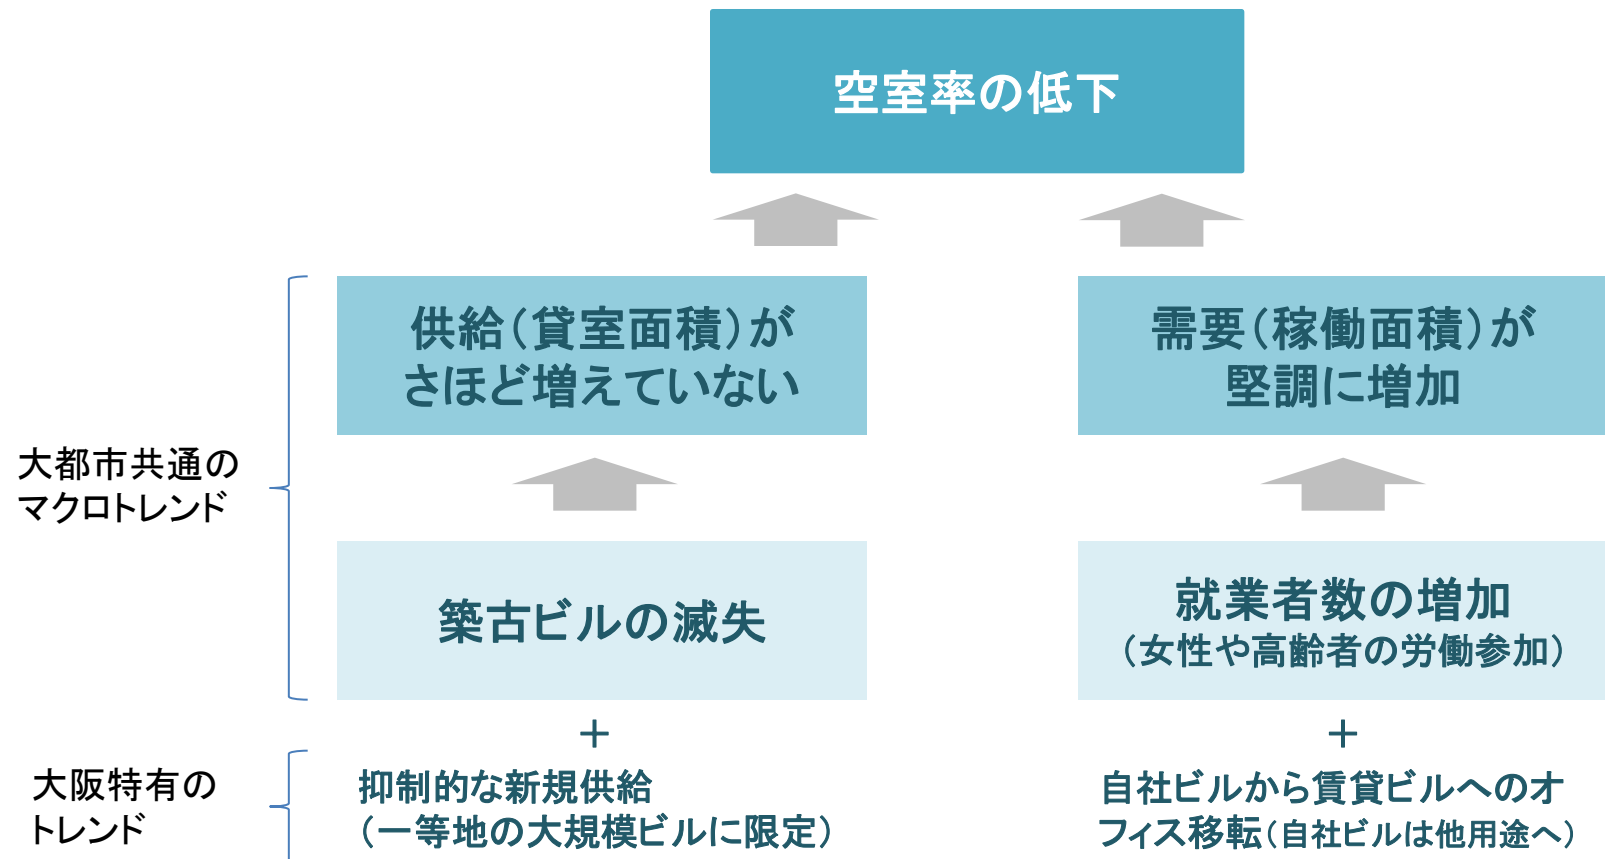 空室率の低下
供給（貸室面積）が
さほど増えていない
需要（稼働面積）が
堅調に増加
大都市共通の
マクロトレンド
築古ビルの滅失
就業者数の増加
（女性や高齢者の労働参加）
＋
＋
大阪特有の
トレンド
抑制的な新規供給
（一等地の大規模ビルに限定）
自社ビルから賃貸ビルへのオ
フィス移転（自社ビルは他用途へ）